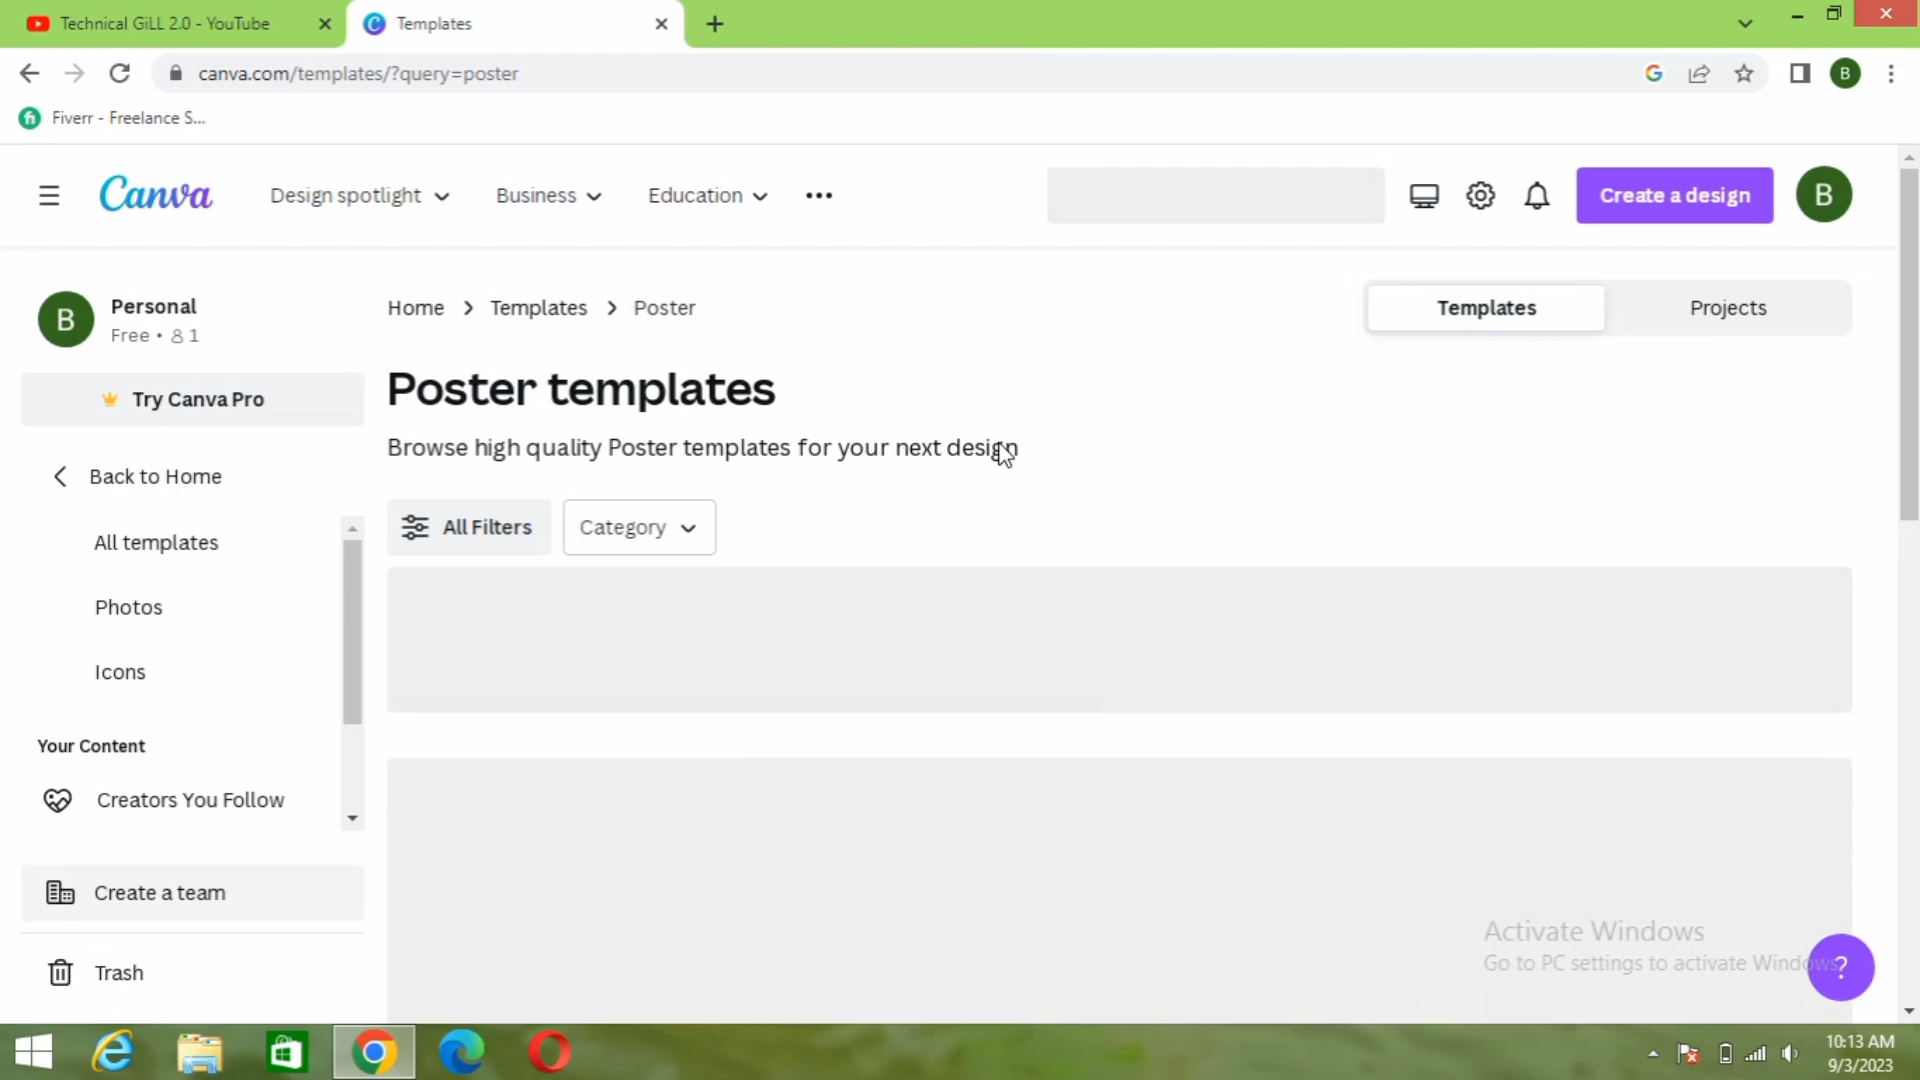 Technical GiLL 2.0 - YouTube
Templates
canva.com/templates/?query=poster
B
Fiverr - Freelance S...
Canva
Design spotlight
Business
Education
Create a design
B
B
Personal
Free • 1
Try Canva Pro
Back to Home
All templates
Photos
Icons
Your Content
Creators You Follow
Create a team
Trash
Home > Templates > Poster
Templates
Projects
Poster templates
Browse high quality Poster templates for your next design
All Filters
Category
Activate Windows
Go to PC settings to activate Windows.
?
10:13 AM
9/3/2023